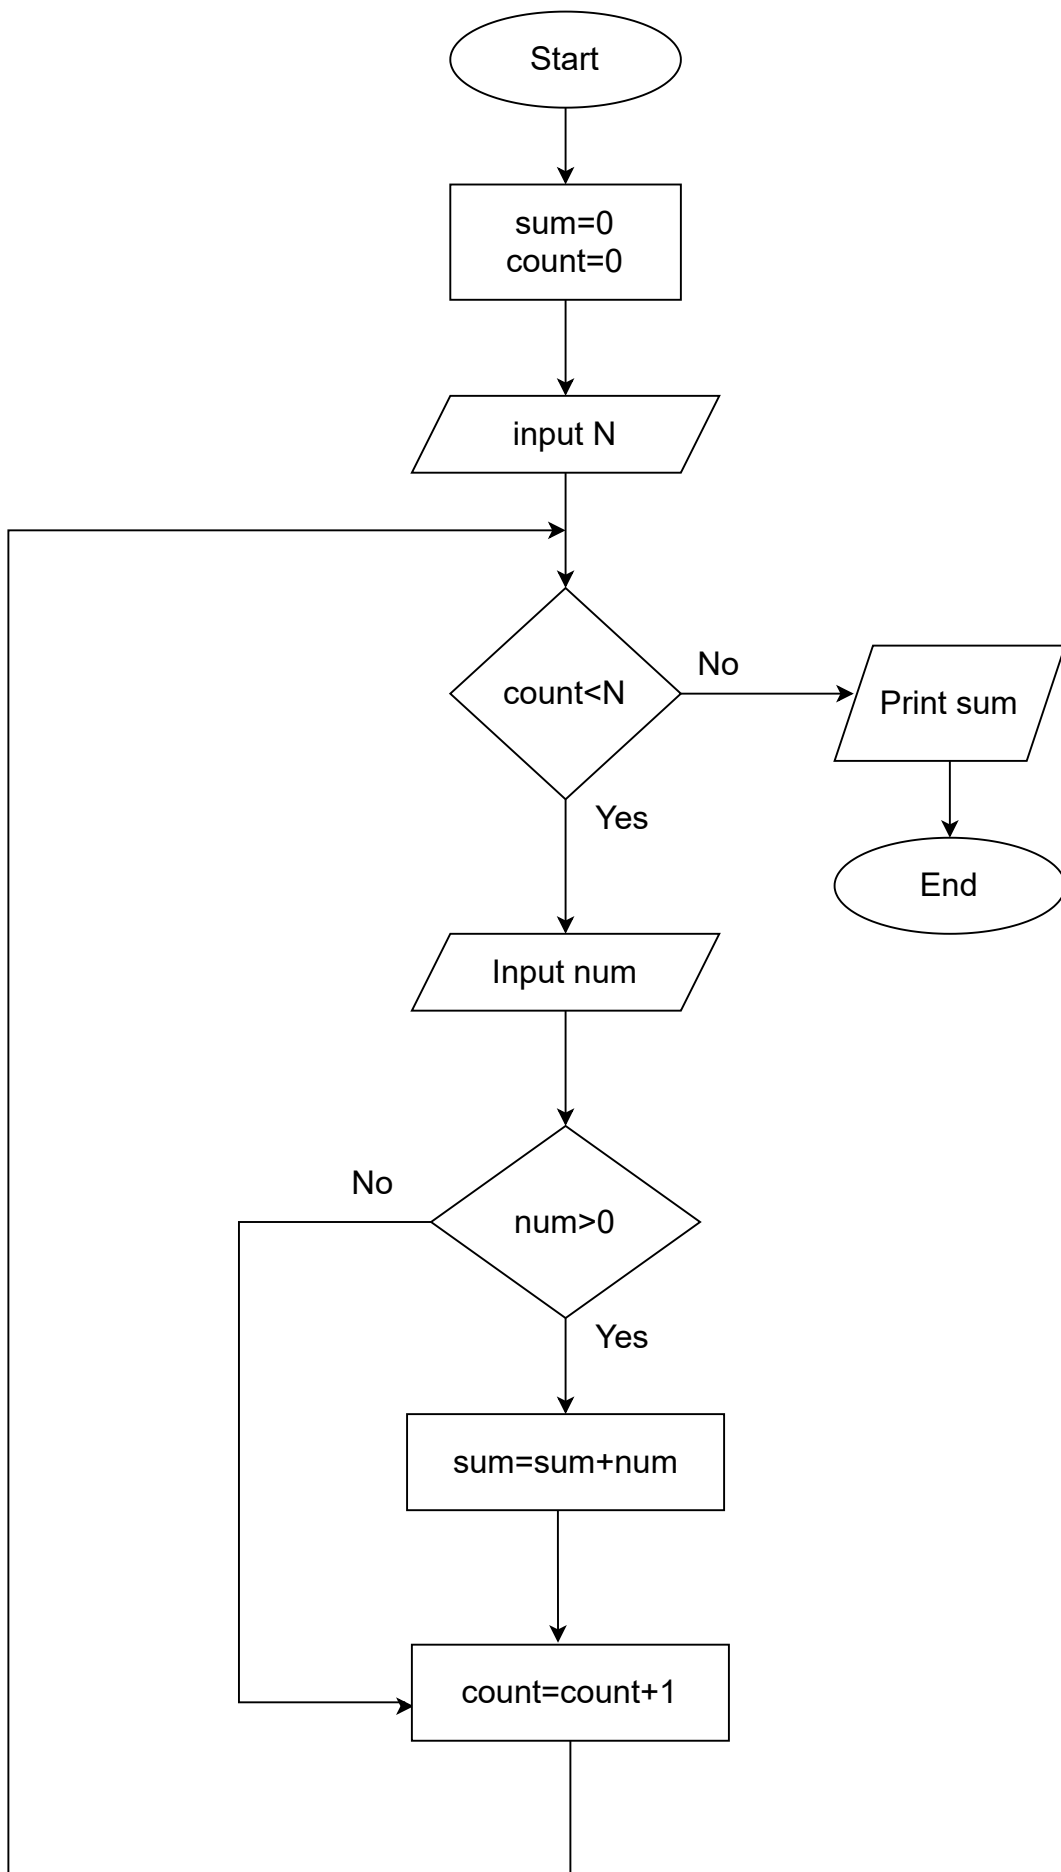 Start
sum=0
count=0
input N
count<N
No
Print sum
Yes
End
Input num
num>0
No
Yes
sum=sum+num
count=count+1